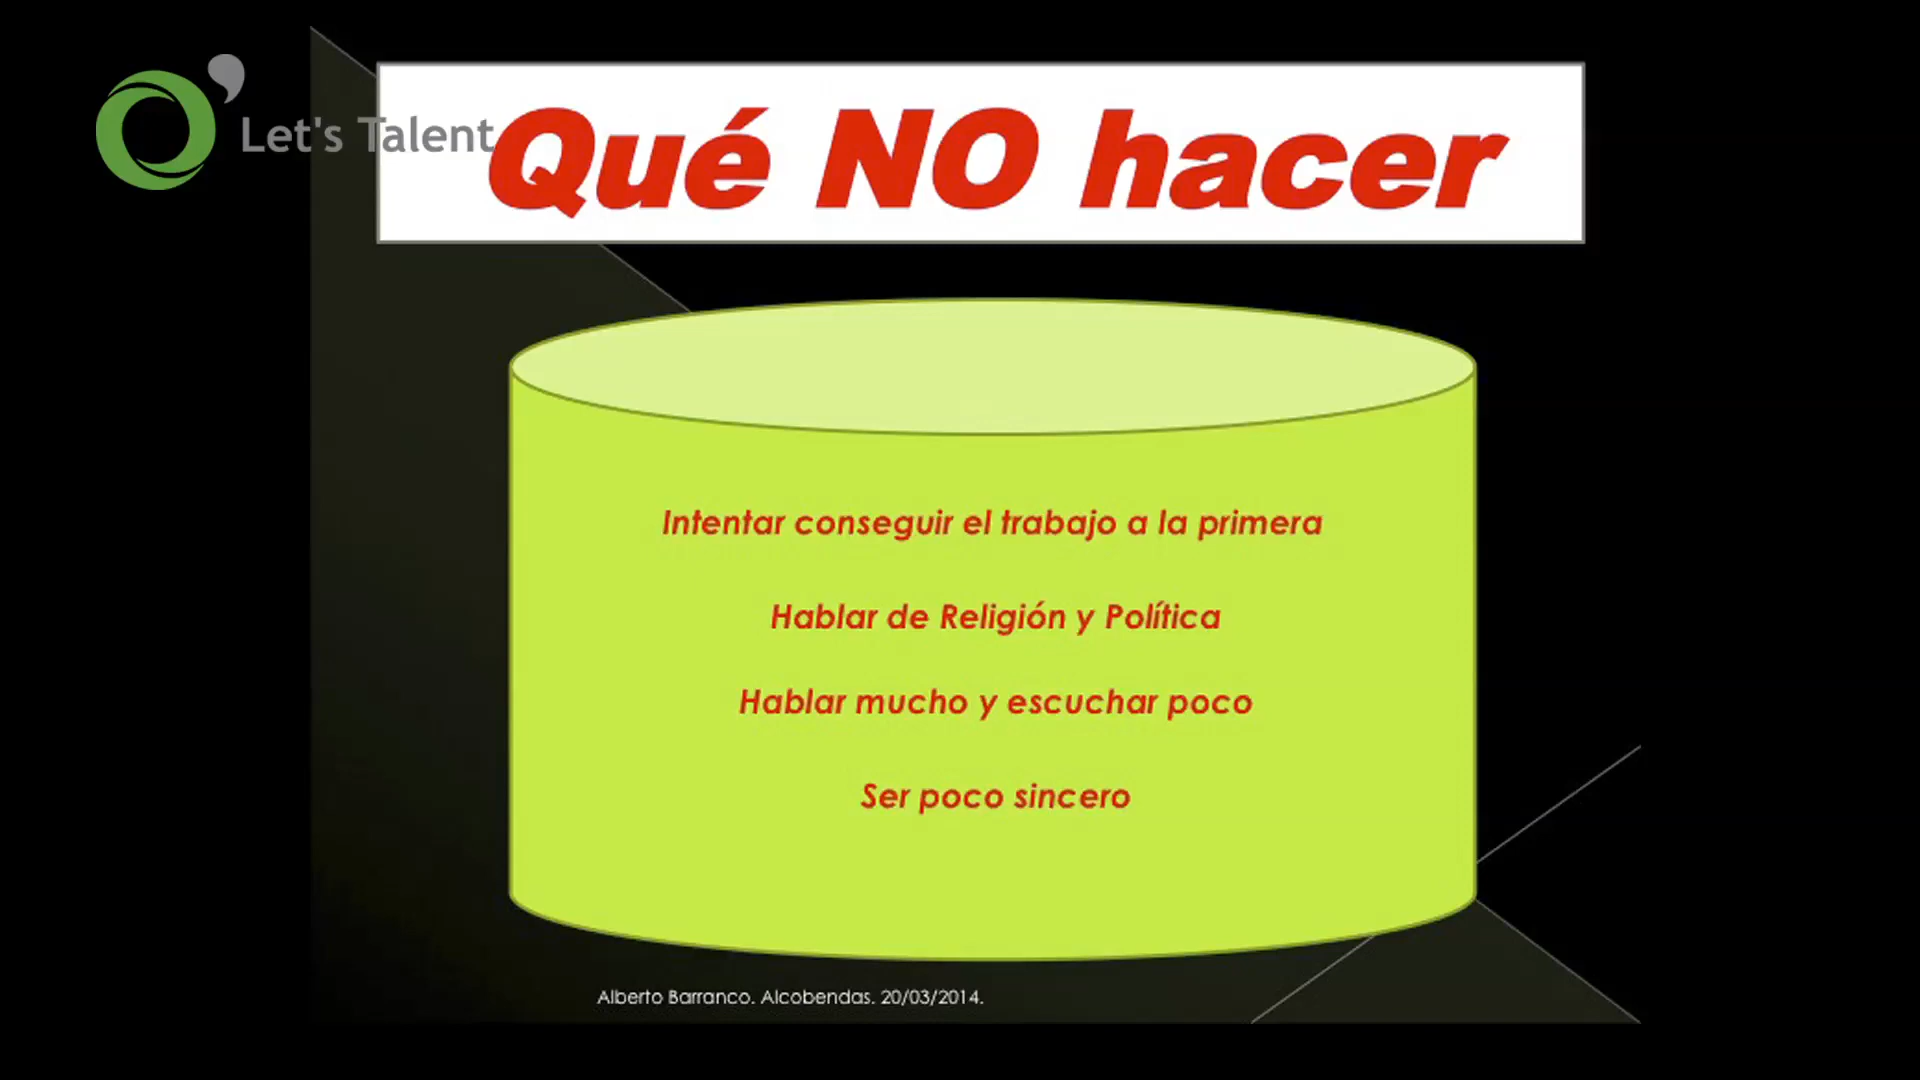 Let's Talent
Qué NO hacer
Intentar conseguir el trabajo a la primera
Hablar de Religión y Política
Hablar mucho y escuchar poco
Ser poco sincero
Alberto Barranco. Alcobendas. 20/03/2014.